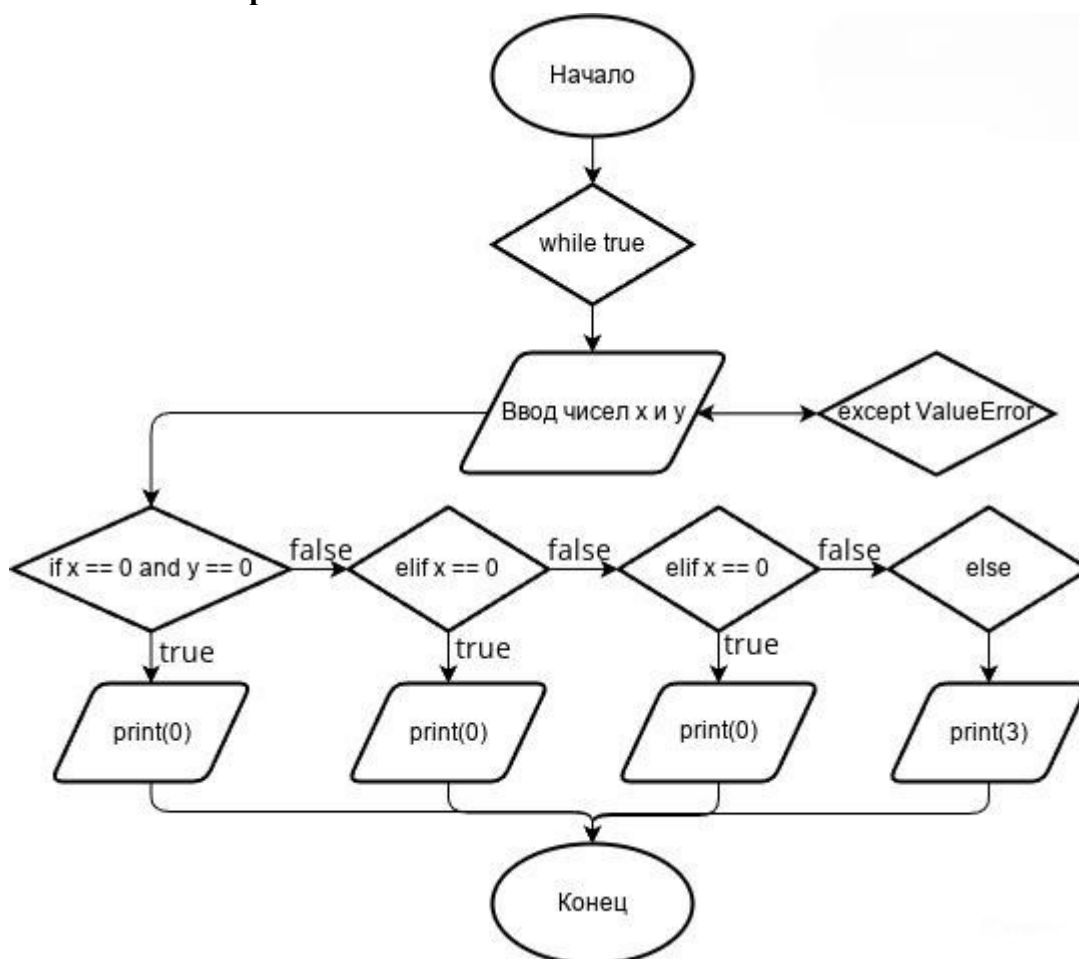 Начало
while true
Ввод чисел x и y
except ValueError
if x == 0 and y == 0
false
elif x == 0
false
elif x == 0
false
else
true
true
true
print(0)
print(0)
print(0)
print(3)
Конец